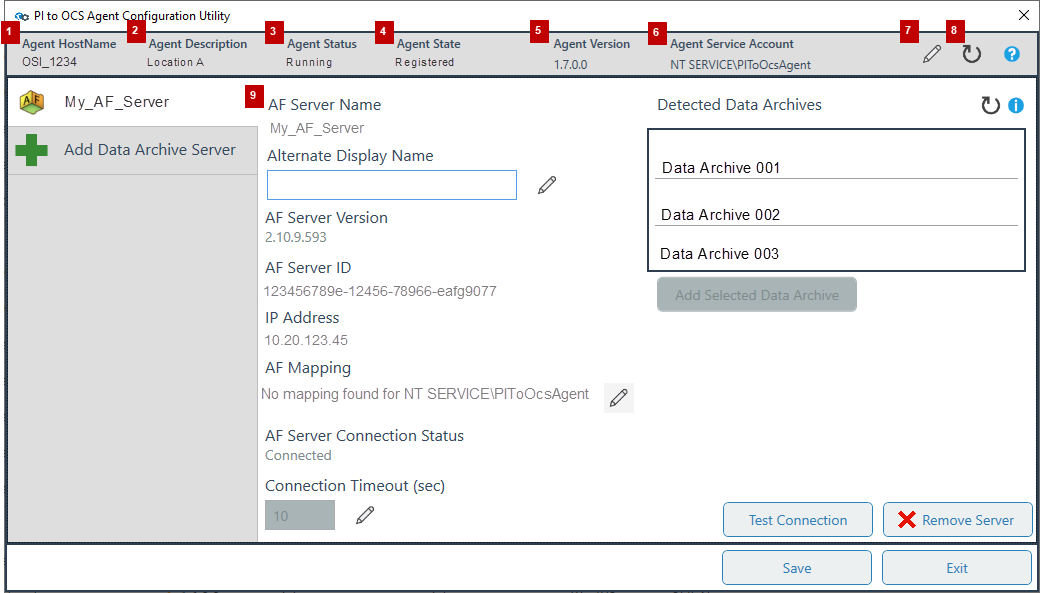 PI to OCS Agent Configuration Utility
1 2 3 4 5 6 7 8
Agent HostName Agent Description Agent Status Agent State Agent Version Agent Service Account
OSI_1234 Location A Running Registered 1.7.0.0 NT SERVICE\PIToOcsAgent
?
AF My_AF_Server
Add Data Archive Server
9 AF Server Name
My_AF_Server
Alternate Display Name
AF Server Version
2.10.9.593
AF Server ID
123456789e-12456-78966-eafg9077
IP Address
10.20.123.45
AF Mapping
No mapping found for NT SERVICE\PIToOcsAgent
AF Server Connection Status
Connected
Connection Timeout (sec)
10
Detected Data Archives
i
Data Archive 001
Data Archive 002
Data Archive 003
Add Selected Data Archive
Test Connection Remove Server
Save Exit